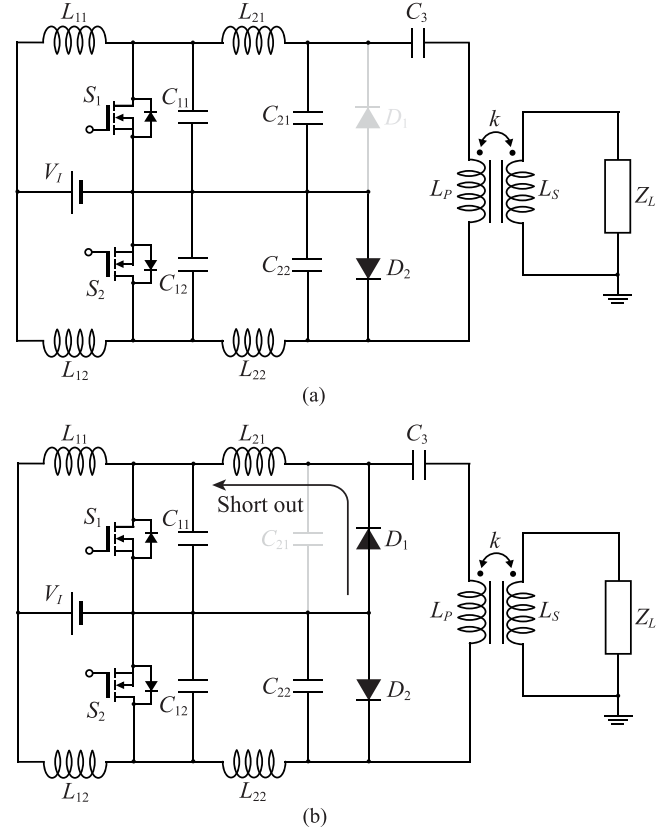 L11 L21 C3
S1 C11 C21 D1 k
VI LP LS ZL
S2 C12 C22 D2
L12 L22
(a)
L11 L21 C3
Short out
S1 C11 C21 D1 k
VI LP LS ZL
S2 C12 C22 D2
L12 L22
(b)